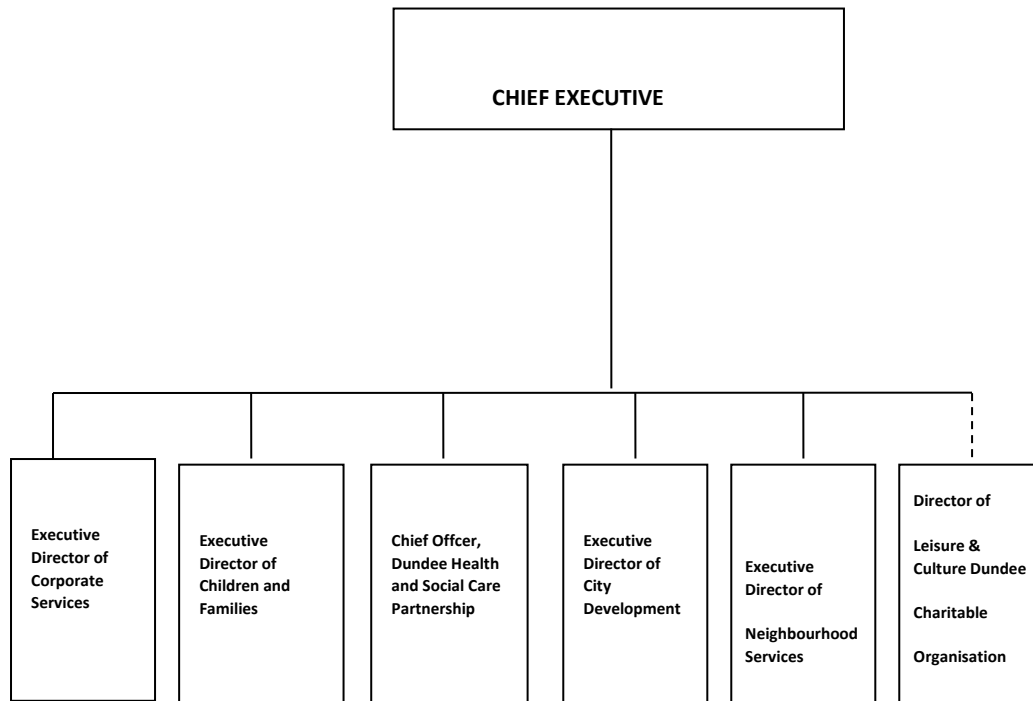 CHIEF EXECUTIVE
Executive
Director of
Corporate
Services
Executive
Director of
Children and
Families
Chief Offcer,
Dundee Health
and Social Care
Partnership
Executive
Director of
City
Development
Executive
Director of
Neighbourhood
Services
Director of
Leisure &
Culture Dundee
Charitable
Organisation